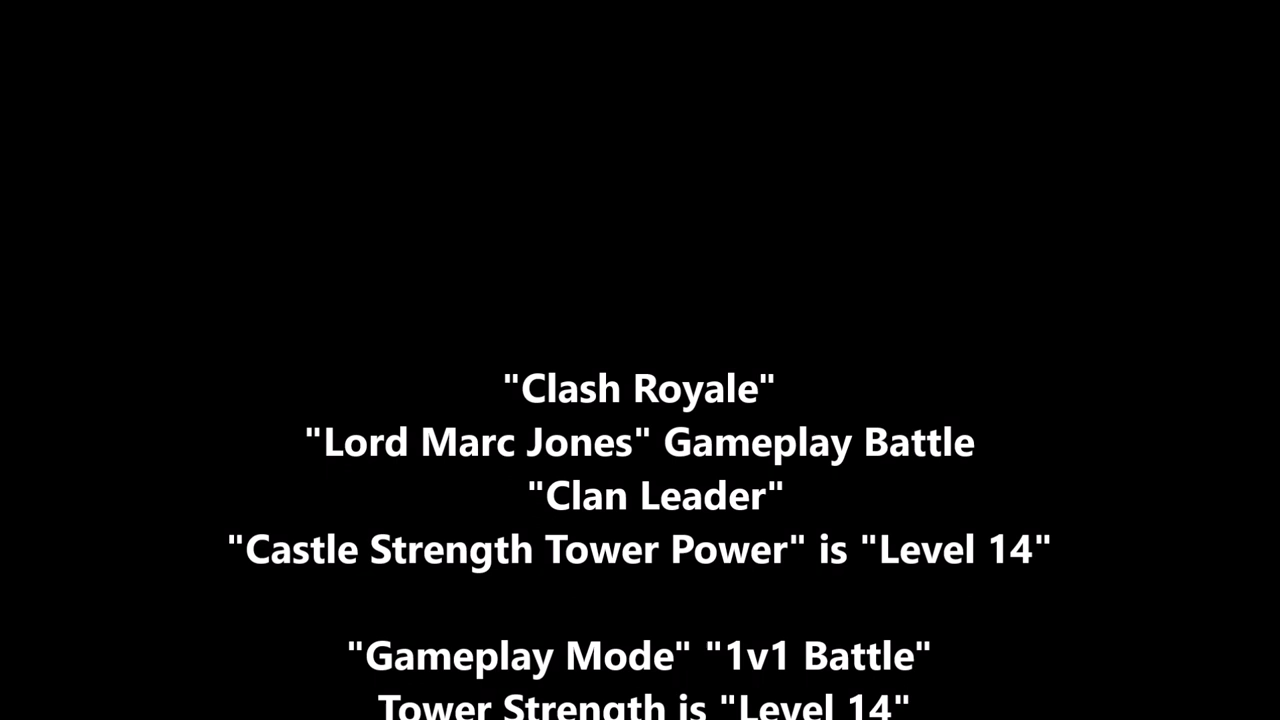 "Clash Royale"
"Lord Marc Jones" Gameplay Battle
"Clan Leader"
"Castle Strength Tower Power" is "Level 14"
"Gameplay Mode" "1v1 Battle"
Tower Strength is "Level 14"